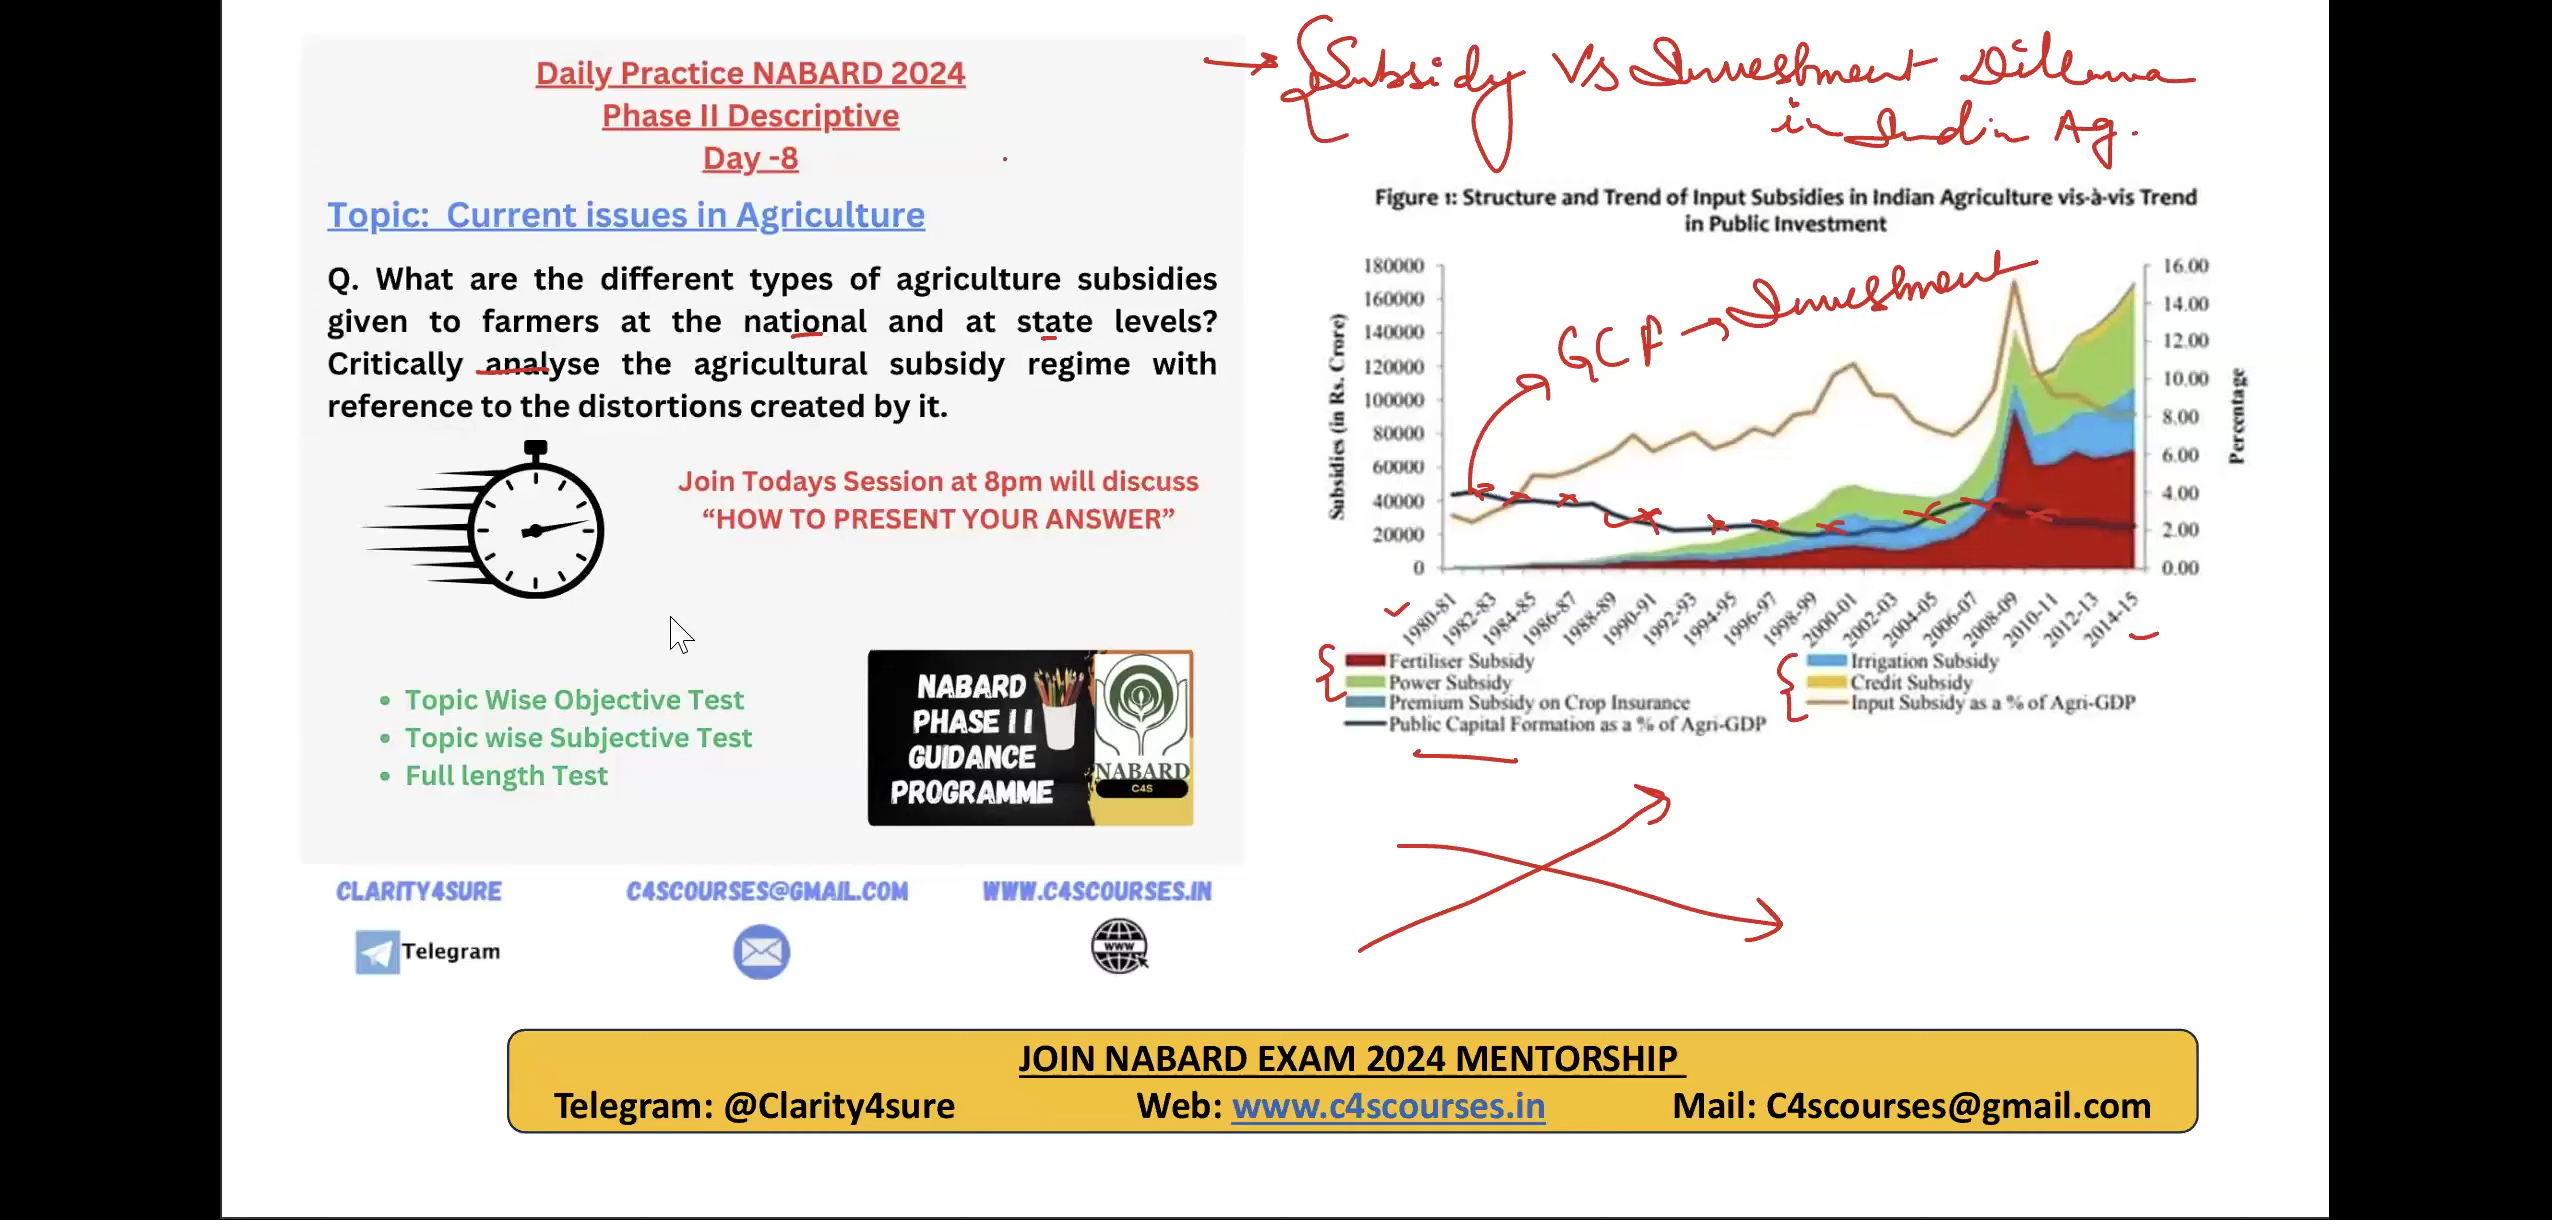 Daily Practice NABARD 2024
Phase II Descriptive
Day -8
Topic: Current issues in Agriculture
Q. What are the different types of agriculture subsidies
given to farmers at the national and at state levels?
Critically analyse the agricultural subsidy regime with
reference to the distortions created by it.
Join Todays Session at 8pm will discuss
“HOW TO PRESENT YOUR ANSWER”
• Topic Wise Objective Test
• Topic wise Subjective Test
• Full length Test
NABARD
PHASE II
GUIDANCE
PROGRAMME
NABARD
C4S
CLARITY4SURE
C4SCOURSES@GMAIL.COM
WWW.C4SCOURSES.IN
Telegram
WWW
Subsidy Vs Investment Dillema
in Indin Ag.
Figure 1: Structure and Trend of Input Subsidies in Indian Agriculture vis-à-vis Trend
in Public Investment
GCF → Investment
Subsidies (in Rs. Crore)
180000
160000
140000
120000
100000
80000
60000
40000
20000
0
16.00
14.00
12.00
10.00
8.00
6.00
4.00
2.00
0.00
Percentage
1980-81
1982-83
1984-85
1986-87
1988-89
1990-91
1992-93
1994-95
1996-97
1998-99
2000-01
2002-03
2004-05
2006-07
2008-09
2010-11
2012-13
2014-15
Fertiliser Subsidy
Irrigation Subsidy
Power Subsidy
Credit Subsidy
Premium Subsidy on Crop Insurance
Input Subsidy as a % of Agri-GDP
Public Capital Formation as a % of Agri-GDP
JOIN NABARD EXAM 2024 MENTORSHIP
Telegram: @Clarity4sure Web: www.c4scourses.in Mail: C4scourses@gmail.com